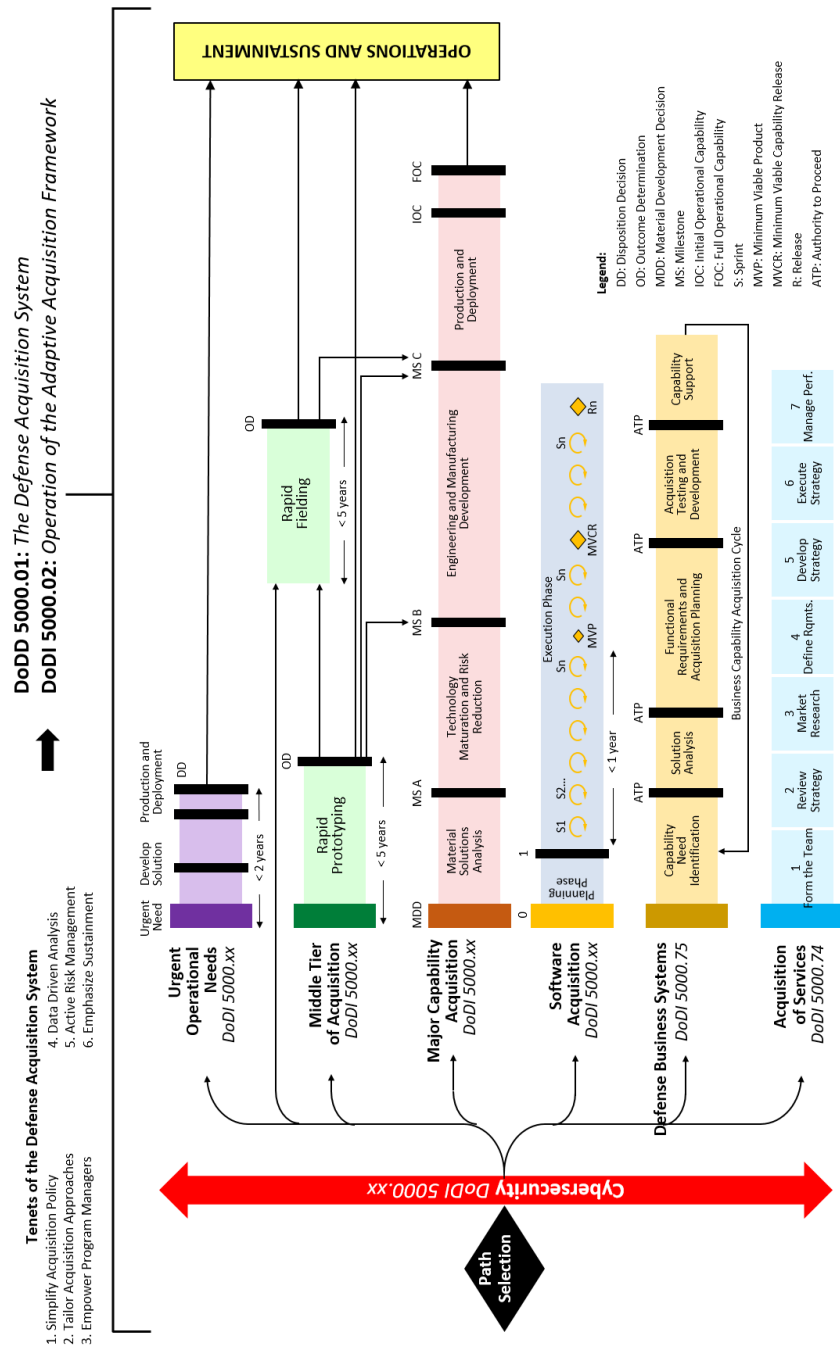 Tenets of the Defense Acquisition System
1. Simplify Acquisition Policy
2. Tailor Acquisition Approaches
3. Empower Program Managers
4. Data Driven Analysis
5. Active Risk Management
6. Emphasize Sustainment
DoDD 5000.01: The Defense Acquisition System
DoDI 5000.02: Operation of the Adaptive Acquisition Framework
Path
Selection
Cybersecurity DoDI 5000.xx
Urgent
Operational
Needs
DoDI 5000.xx
Urgent
Need
Develop
Solution
Production and
Deployment
DD
< 2 years
OPERATIONS AND SUSTAINMENT
Middle Tier
of Acquisition
DoDI 5000.xx
Rapid
Prototyping
OD
< 5 years
Rapid
Fielding
OD
< 5 years
Major Capability
Acquisition
DoDI 5000.xx
MDD
Material
Solutions
Analysis
MS A
Technology
Maturation and Risk
Reduction
MS B
Engineering and Manufacturing
Development
MS C
Production and
Deployment
IOC
FOC
Software
Acquisition
DoDI 5000.xx
0
Planning
Phase
1
Execution Phase
S1
S2...
Sn
MVP
Sn
MVCR
Sn
Rn
< 1 year
Defense Business Systems
DoDI 5000.75
Capability
Need
Identification
ATP
Solution
Analysis
ATP
Functional
Requirements and
Acquisition Planning
ATP
Acquisition
Testing and
Development
ATP
Capability
Support
Business Capability Acquisition Cycle
Acquisition
of Services
DoDI 5000.74
1
Form the Team
2
Review
Strategy
3
Market
Research
4
Define Rqmts.
5
Develop
Strategy
6
Execute
Strategy
7
Manage Perf.
Legend:
DD: Disposition Decision
OD: Outcome Determination
MDD: Material Development Decision
MS: Milestone
IOC: Initial Operational Capability
FOC: Full Operational Capability
S: Sprint
MVP: Minimum Viable Product
MVCR: Minimum Viable Capability Release
R: Release
ATP: Authority to Proceed